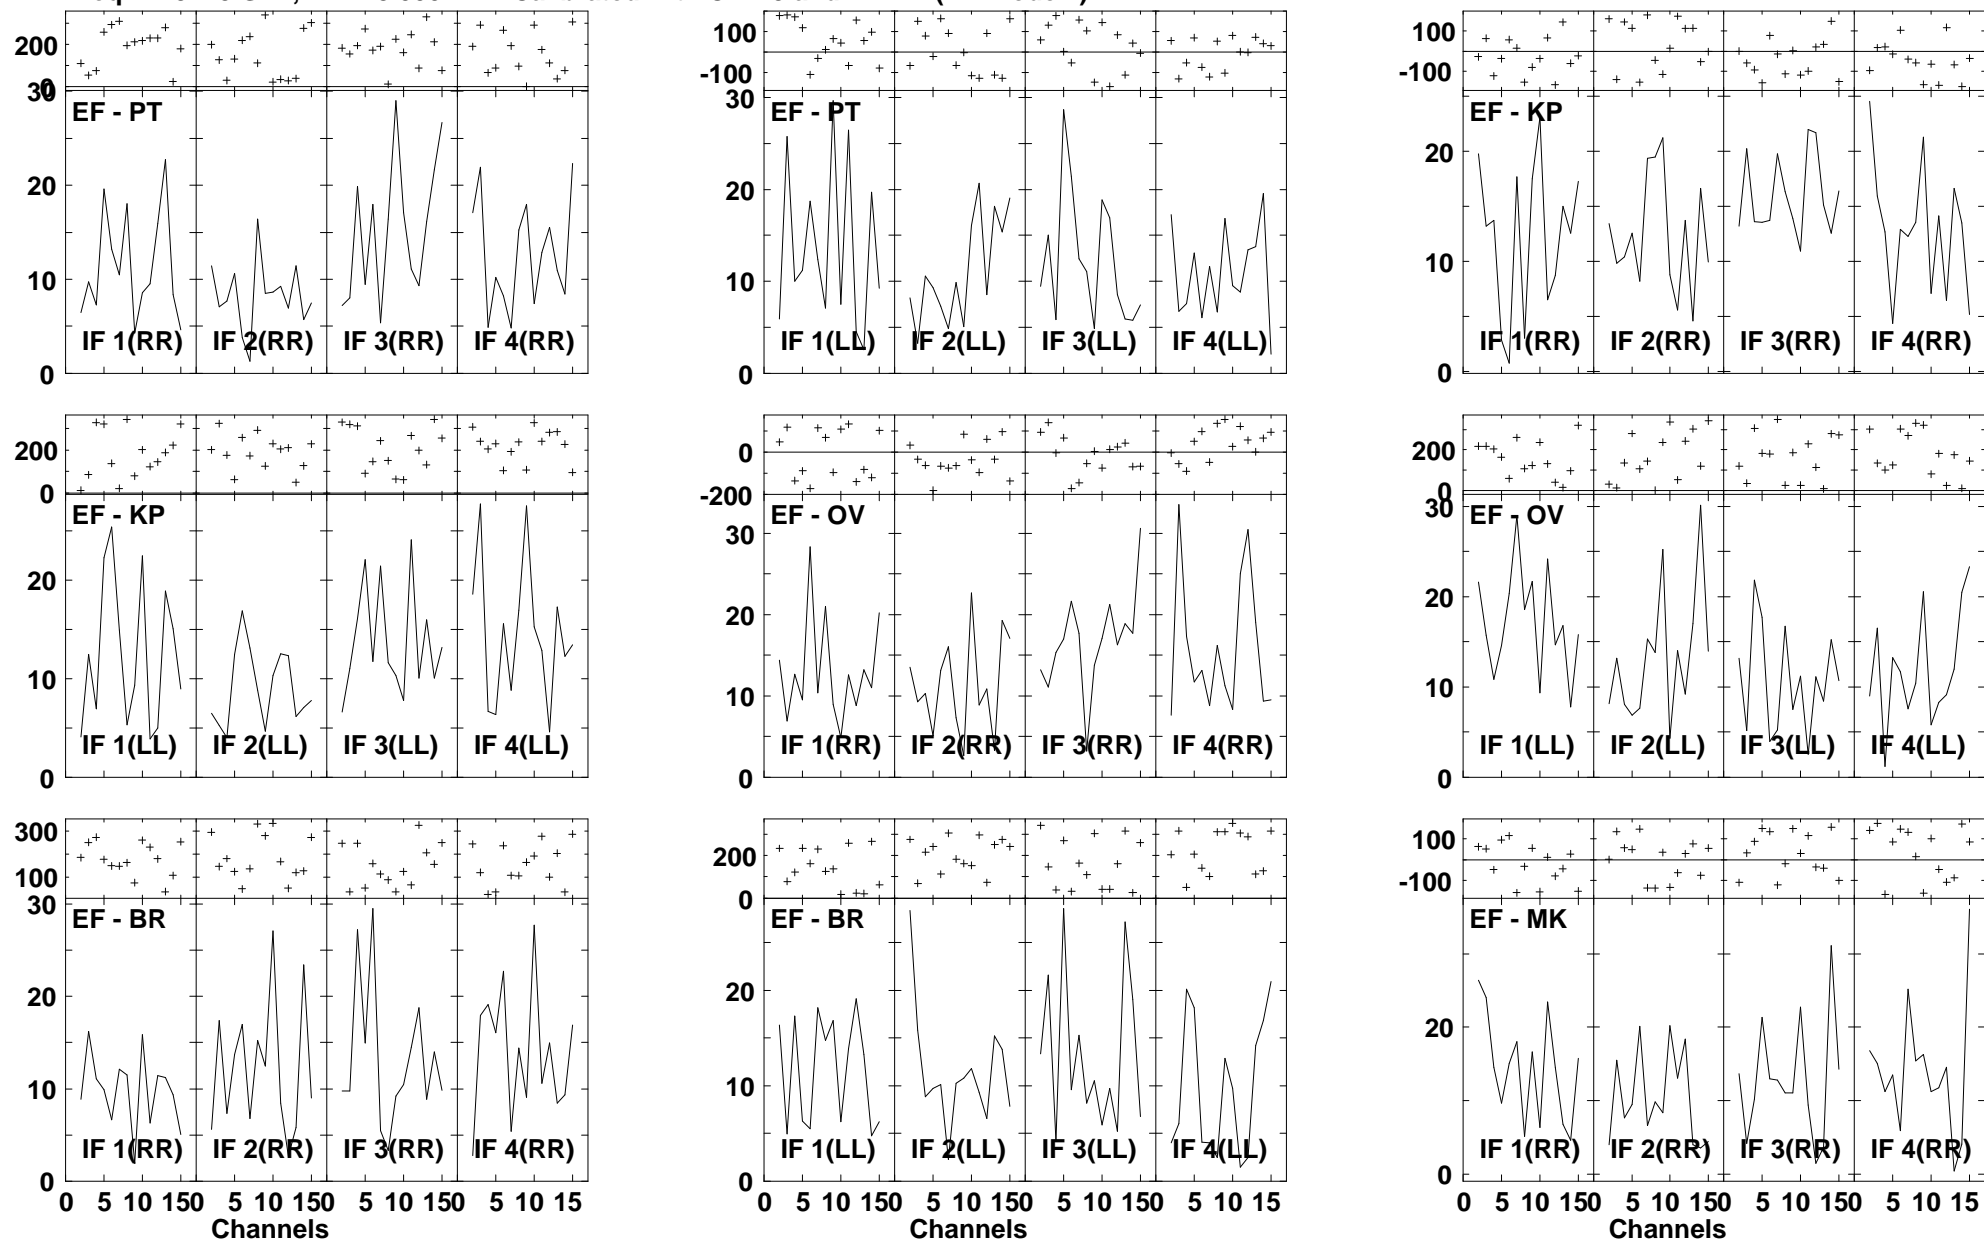 200 0 100 -100 100 -100
30 EF - PT 30 EF - PT EF - KP
20 20 20
10 10 10
IF 1(RR) IF 2(RR) IF 3(RR) IF 4(RR) IF 1(LL) IF 2(LL) IF 3(LL) IF 4(LL) IF 1(RR) IF 2(RR) IF 3(RR) IF 4(RR)
0 0 0
200 0 0 -200 200 0
EF - KP EF - OV EF - OV
30 30
20 20 20
10 10 10
IF 1(LL) IF 2(LL) IF 3(LL) IF 4(LL) IF 1(RR) IF 2(RR) IF 3(RR) IF 4(RR) IF 1(LL) IF 2(LL) IF 3(LL) IF 4(LL)
0 0 0
300 100 200 0 100 -100
30 EF - BR EF - BR EF - MK
20 20 20
10 10
IF 1(RR) IF 2(RR) IF 3(RR) IF 4(RR) IF 1(LL) IF 2(LL) IF 3(LL) IF 4(LL) IF 1(RR) IF 2(RR) IF 3(RR) IF 4(RR)
0 0 0
0 5 10 150 5 10 150 5 10 150 5 10 15 0 5 10 150 5 10 150 5 10 150 5 10 15 0 5 10 150 5 10 150 5 10 150 5 10 15
Channels Channels Channels